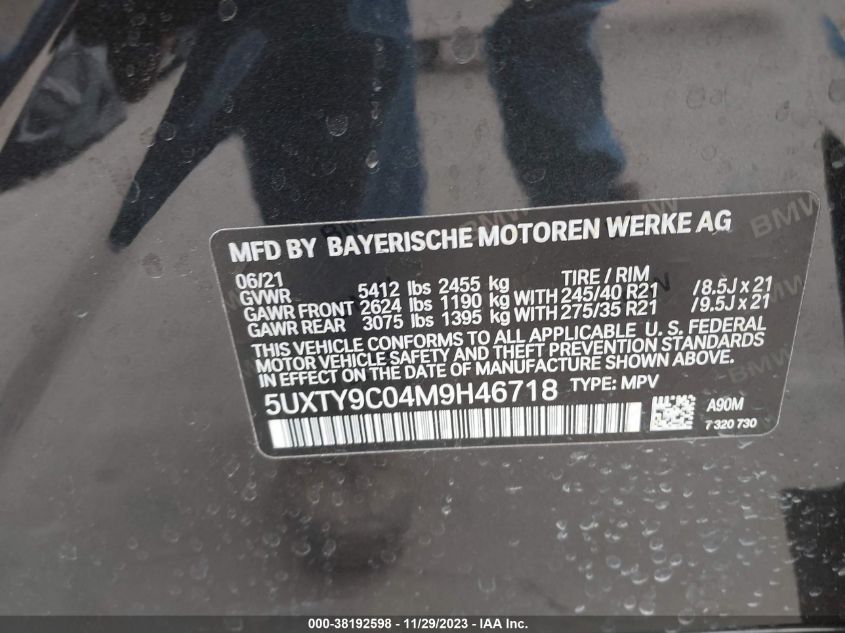 MFD BY BAYERISCHE MOTOREN WERKE AG
06/21 TIRE / RIM
GVWR 5412 lbs 2455 kg
GAWR FRONT 2624 lbs 1190 kg WITH 245/40 R21 /8.5J x 21
GAWR REAR 3075 lbs 1395 kg WITH 275/35 R21 /9.5J x 21
THIS VEHICLE CONFORMS TO ALL APPLICABLE U. S. FEDERAL
MOTOR VEHICLE SAFETY AND THEFT PREVENTION STANDARDS
IN EFFECT ON THE DATE OF MANUFACTURE SHOWN ABOVE.
5UXTY9C04M9H46718 TYPE: MPV
A90M
7 320 730
BMW
BMW
000-38192598 - 11/29/2023 - IAA Inc.